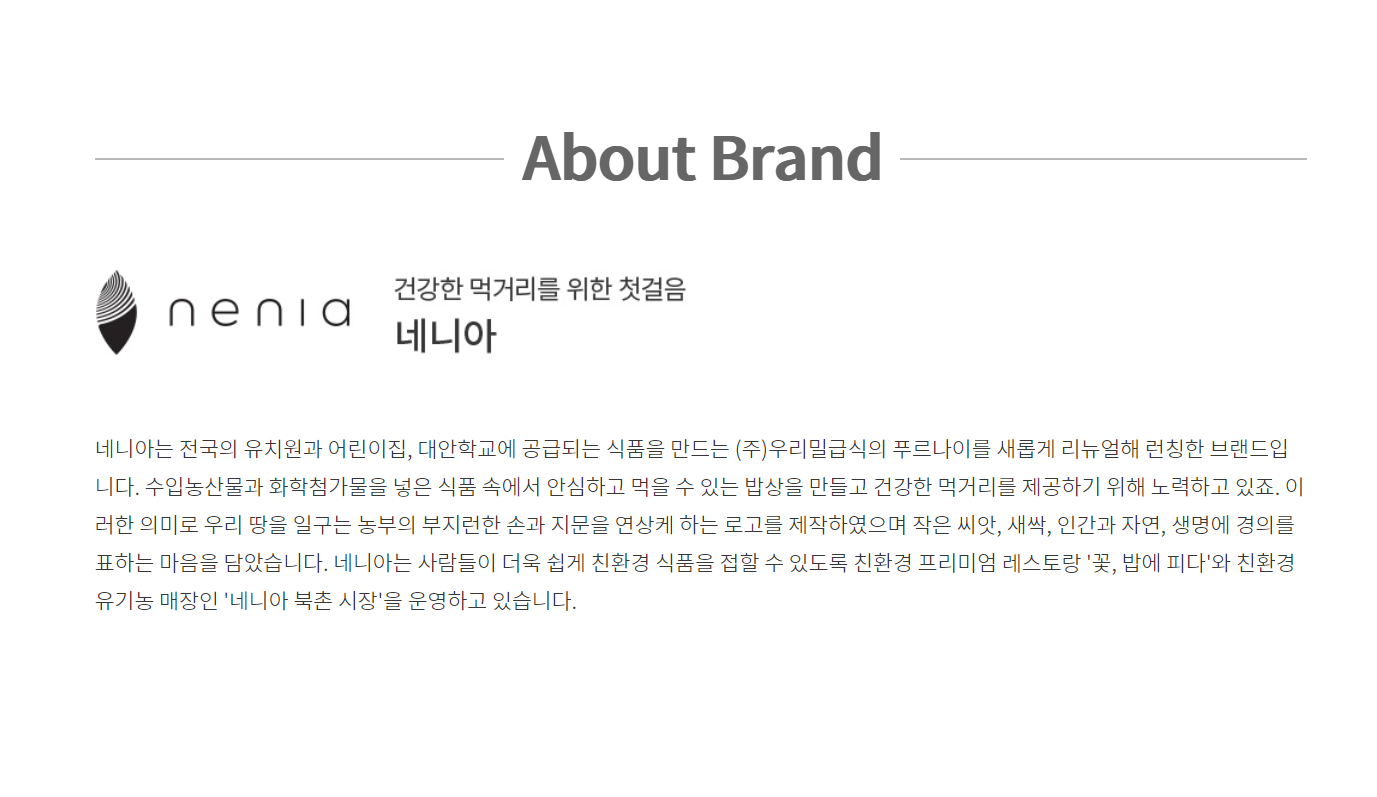 About Brand
nenia
건강한 먹거리를 위한 첫걸음
네니아
네니아는 전국의 유치원과 어린이집, 대안학교에 공급되는 식품을 만드는 (주)우리밀급식의 푸르나이를 새롭게 리뉴얼해 런칭한 브랜드입
니다. 수입농산물과 화학첨가물을 넣은 식품 속에서 안심하고 먹을 수 있는 밥상을 만들고 건강한 먹거리를 제공하기 위해 노력하고 있죠. 이
러한 의미로 우리 땅을 일구는 농부의 부지런한 손과 지문을 연상케 하는 로고를 제작하였으며 작은 씨앗, 새싹, 인간과 자연, 생명에 경의를
표하는 마음을 담았습니다. 네니아는 사람들이 더욱 쉽게 친환경 식품을 접할 수 있도록 친환경 프리미엄 레스토랑 '꽃, 밥에 피다'와 친환경
유기농 매장인 '네니아 북촌 시장'을 운영하고 있습니다.